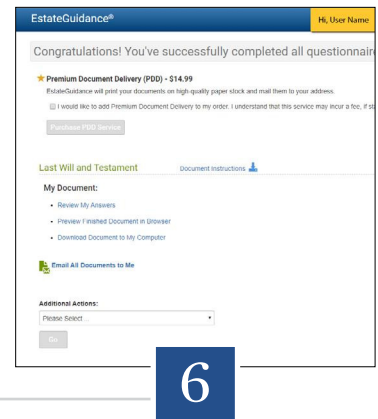 EstateGuidance®
Hi, User Name
Congratulations! You've successfully completed all questionnaire
Premium Document Delivery (PDD) - $14.99
EstateGuidance will print your documents on high quality paper stock and mail them to your address.
I would like to add Premium Document Delivery to my order. I understand that this service may incur a fee, if
Purchase PDD Service
Last Will and Testament
Document Instructions
My Document:
• Review My Answers
• Preview Finished Document in Browser
• Download Document to My Computer
Email All Documents to Me
Additional Actions:
Please Select ...
Go
6